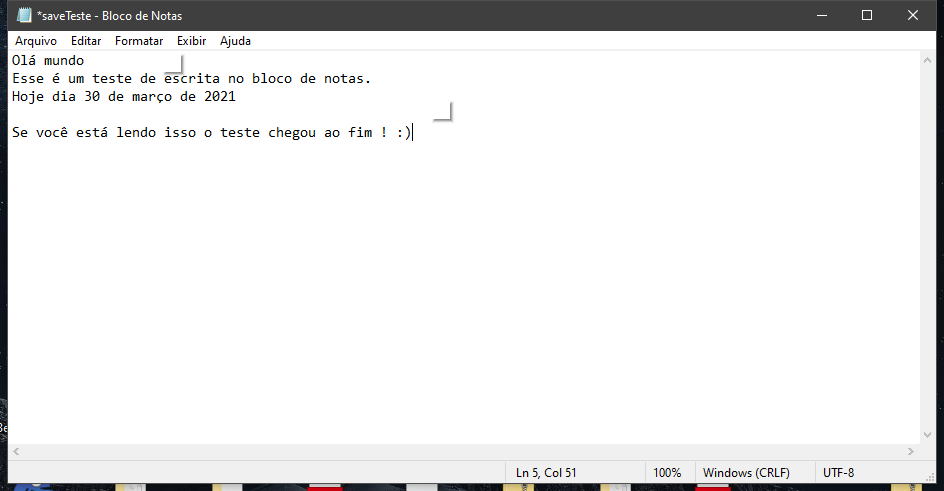 *saveTeste - Bloco de Notas
Arquivo Editar Formatar Exibir Ajuda
Olá mundo
Esse é um teste de escrita no bloco de notas.
Hoje dia 30 de março de 2021

Se você está lendo isso o teste chegou ao fim ! :)
Ln 5, Col 51 100% Windows (CRLF) UTF-8